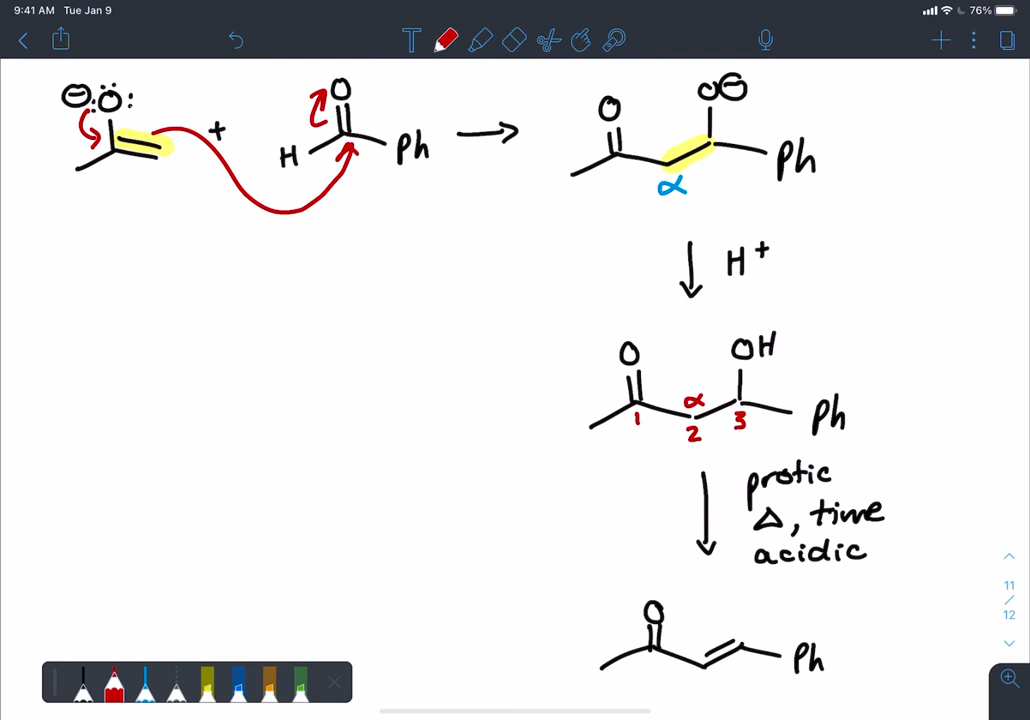 9:41 AM Tue Jan 9
76%
T
⊖ :Ö: + O
H Ph
O O⊖
Ph
α
H⁺
O OH
α
1 2 3 Ph
protic
Δ, time
acidic
O
Ph
11
/
12